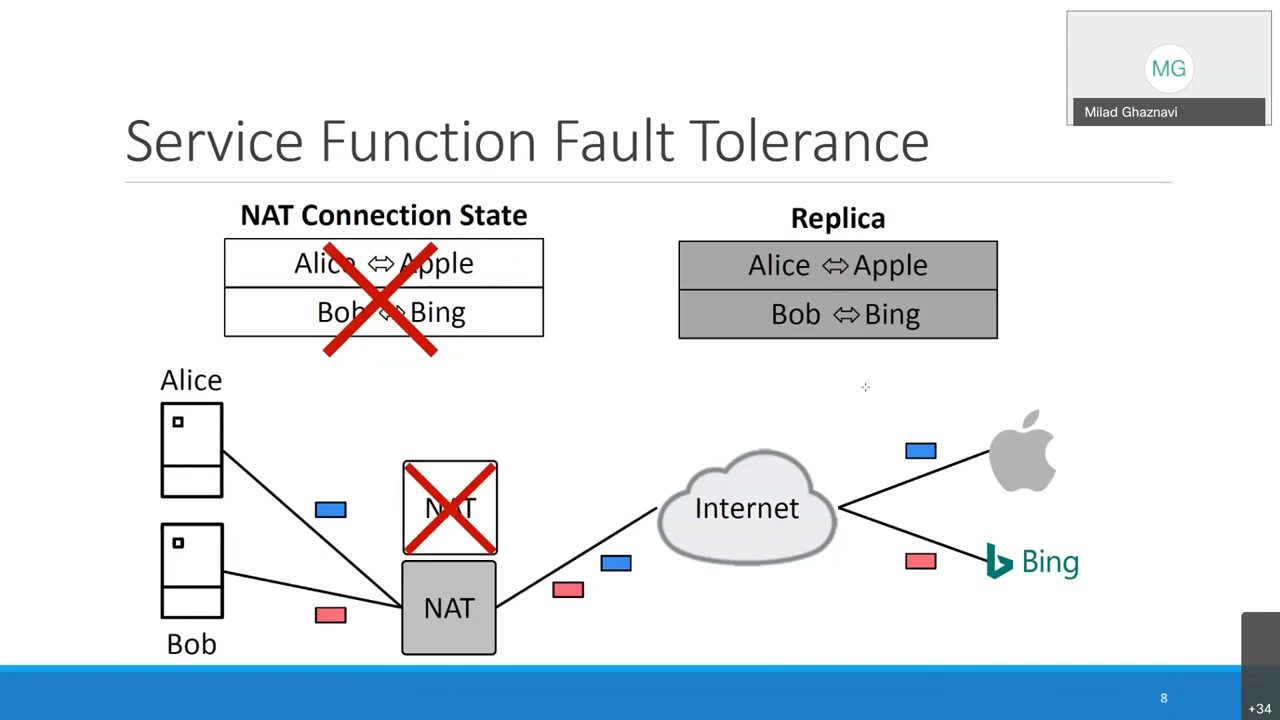 MG
Milad Ghaznavi
Service Function Fault Tolerance
NAT Connection State
Alice ⇔ Apple
Bob ⇔ Bing
Replica
Alice ⇔ Apple
Bob ⇔ Bing
Alice
NAT
Internet
Bing
NAT
Bob
8
+34